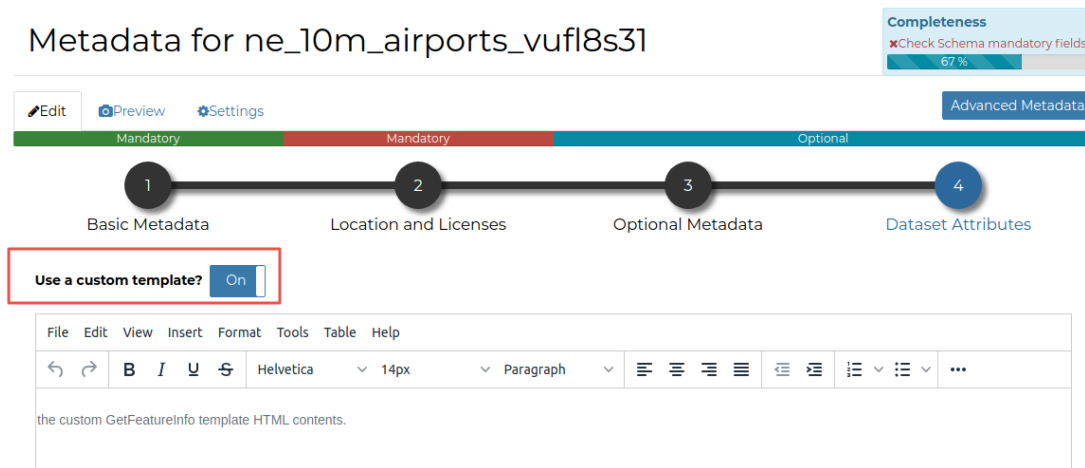 Metadata for ne_10m_airports_vufl8s31
Completeness
✖Check Schema mandatory fields
67 %
Edit Preview Settings
Advanced Metadata
Mandatory Mandatory Optional
1 2 3 4
Basic Metadata Location and Licenses Optional Metadata Dataset Attributes
Use a custom template? On
File Edit View Insert Format Tools Table Help
B I U S Helvetica 14px Paragraph
the custom GetFeatureInfo template HTML contents.